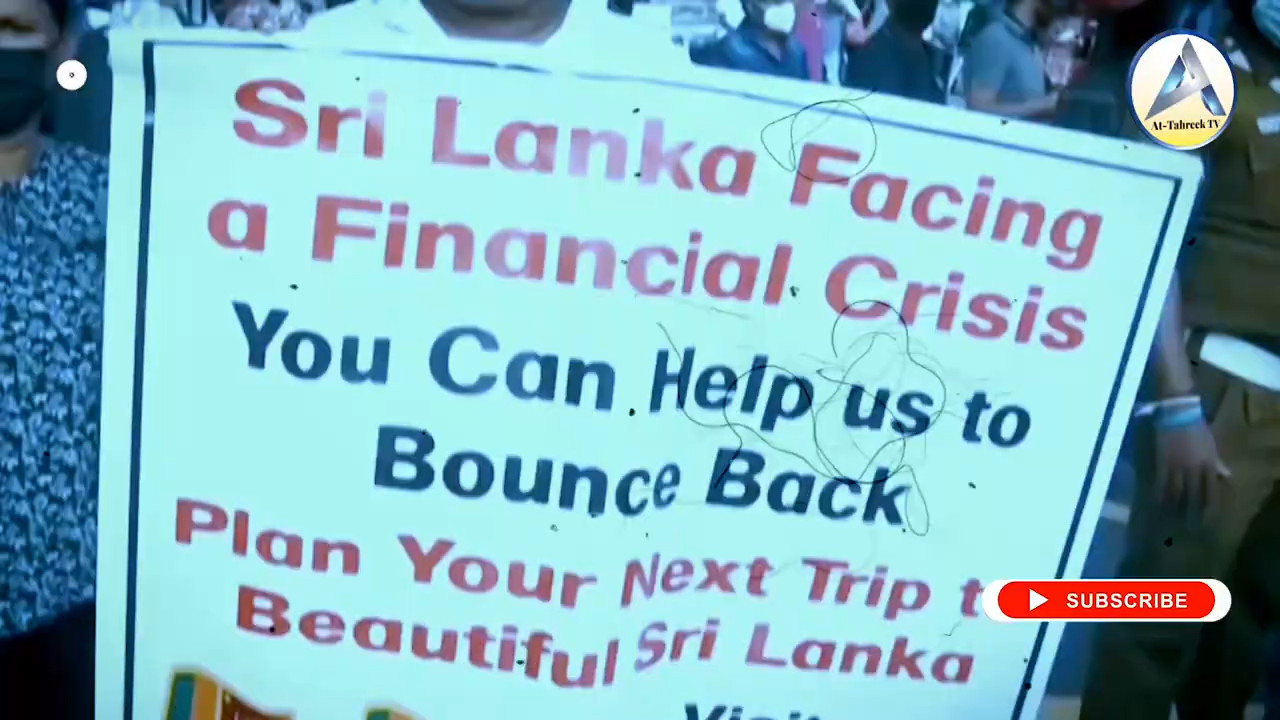 At-Tahreek TV
Sri Lanka Facing
a Financial Crisis
You Can Help us to
Bounce Back
Plan Your Next Trip t
Beautiful Sri Lanka
SUBSCRIBE